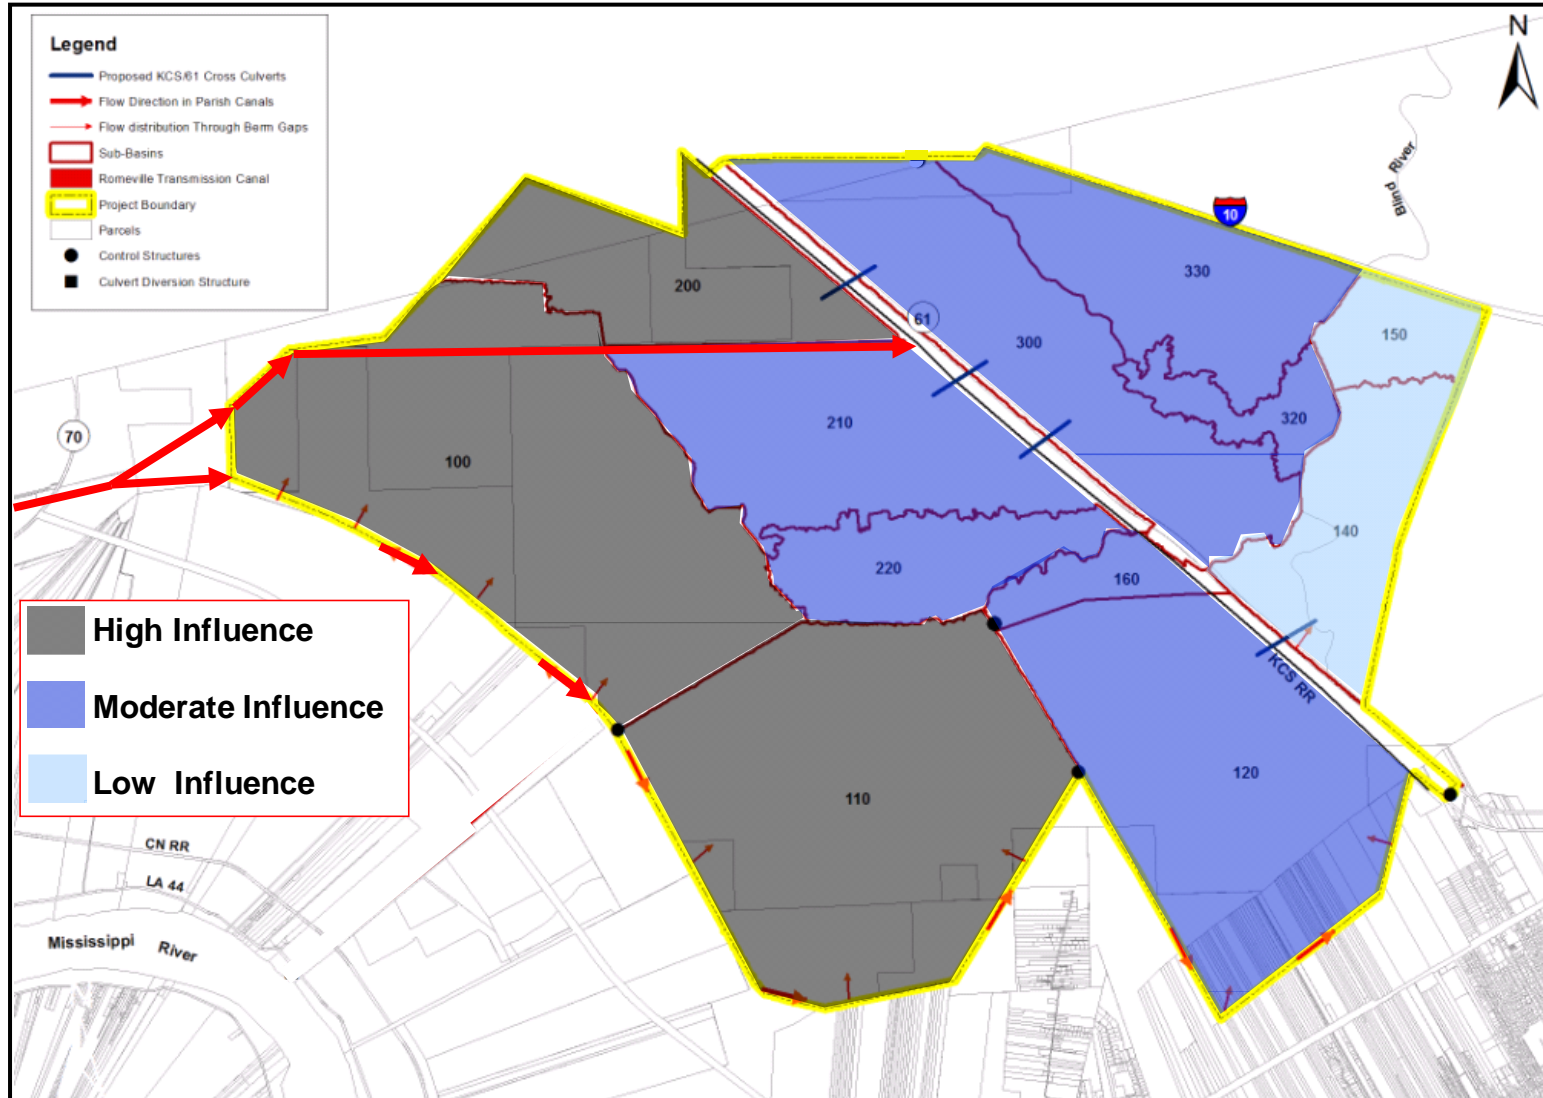 Legend
Proposed KCS/61 Cross Culverts
Flow Direction in Parish Canals
Flow distribution Through Berm Gaps
Sub-Basins
Romeville Transmission Canal
Project Boundary
Parcels
Control Structures
Culvert Diversion Structure
N
Blind River
10
330
200
61
300
150
210
320
70
100
140
220
160
High Influence
Moderate Influence
Low Influence
KCS RR
120
110
CN RR
LA 44
Mississippi River